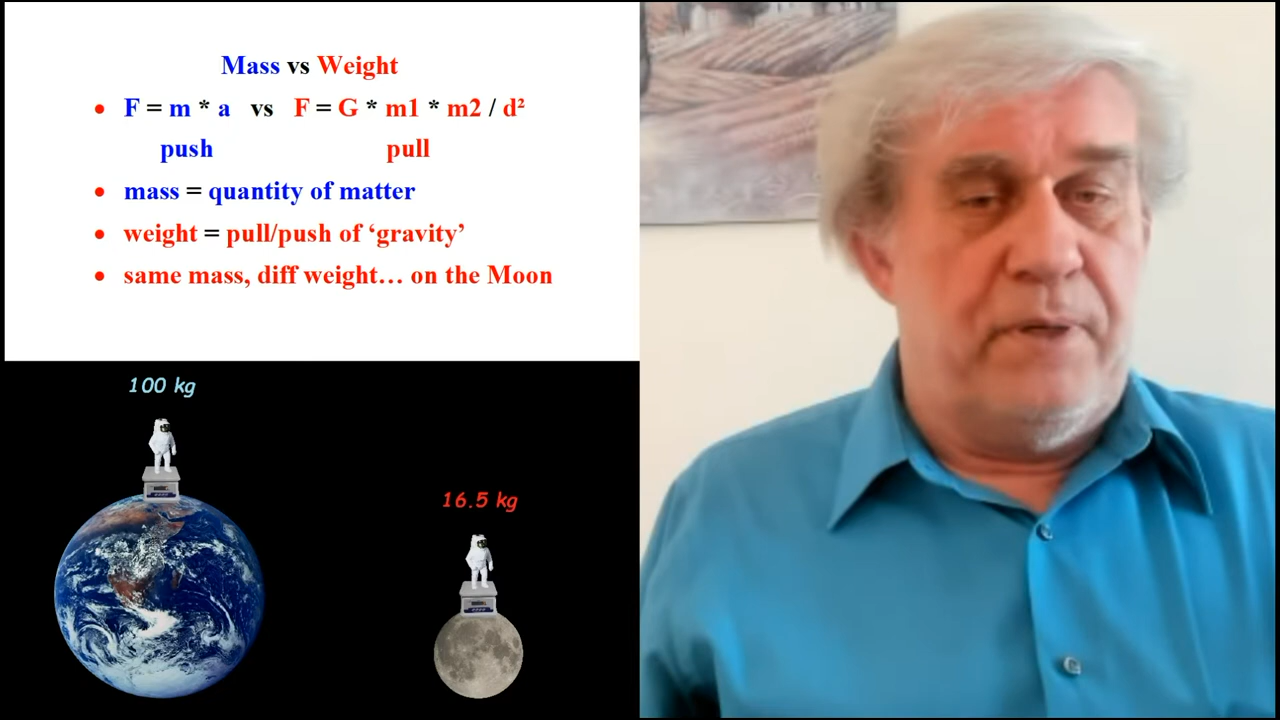 Mass vs Weight
• F = m * a vs F = G * m1 * m2 / d²
push pull
• mass = quantity of matter
• weight = pull/push of ‘gravity’
• same mass, diff weight… on the Moon
100 kg
16.5 kg